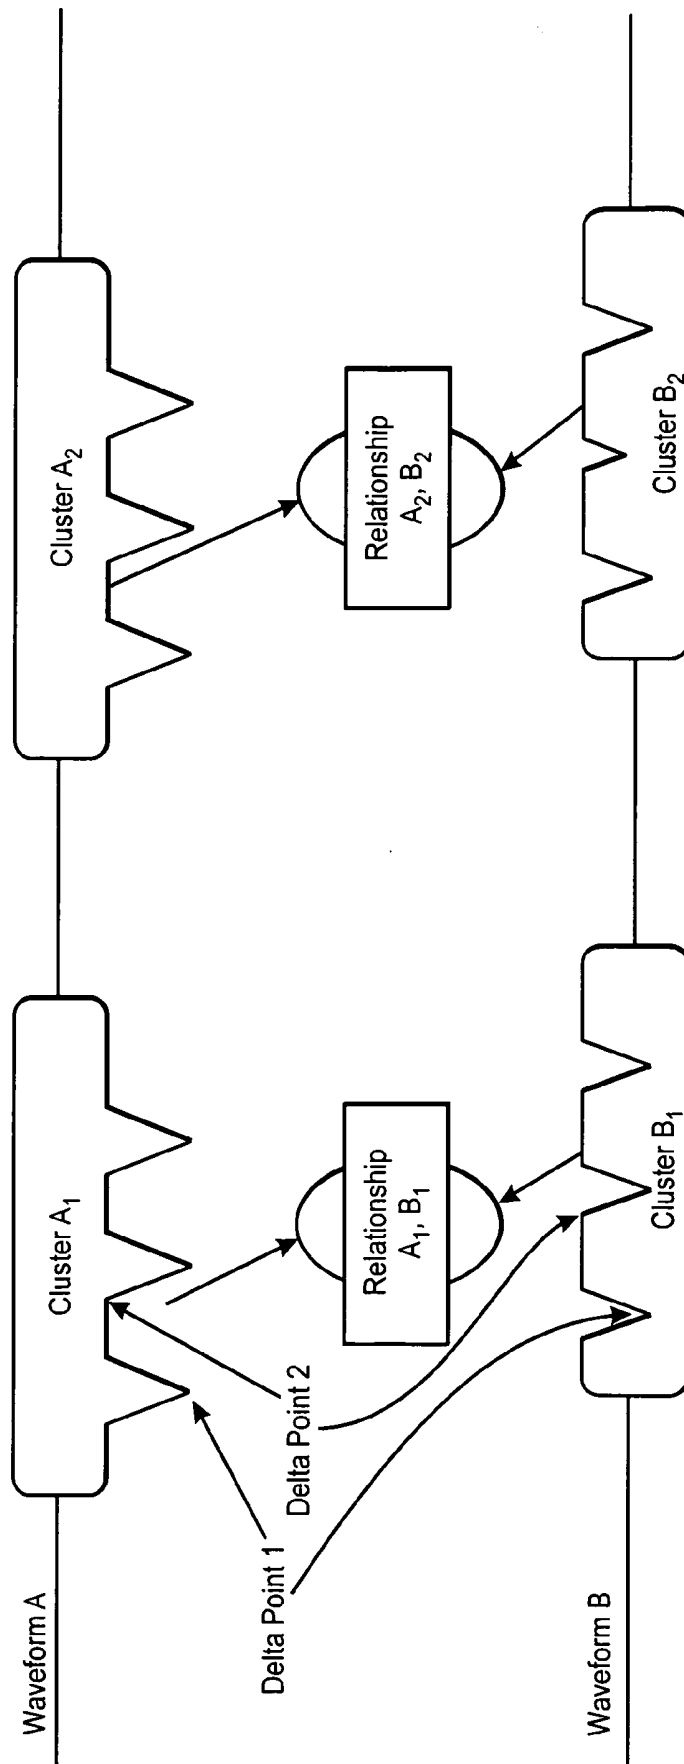 Waveform A
Cluster A₁
Cluster A₂
Delta Point 1
Delta Point 2
Relationship
A₁, B₁
Relationship
A₂, B₂
Waveform B
Cluster B₁
Cluster B₂